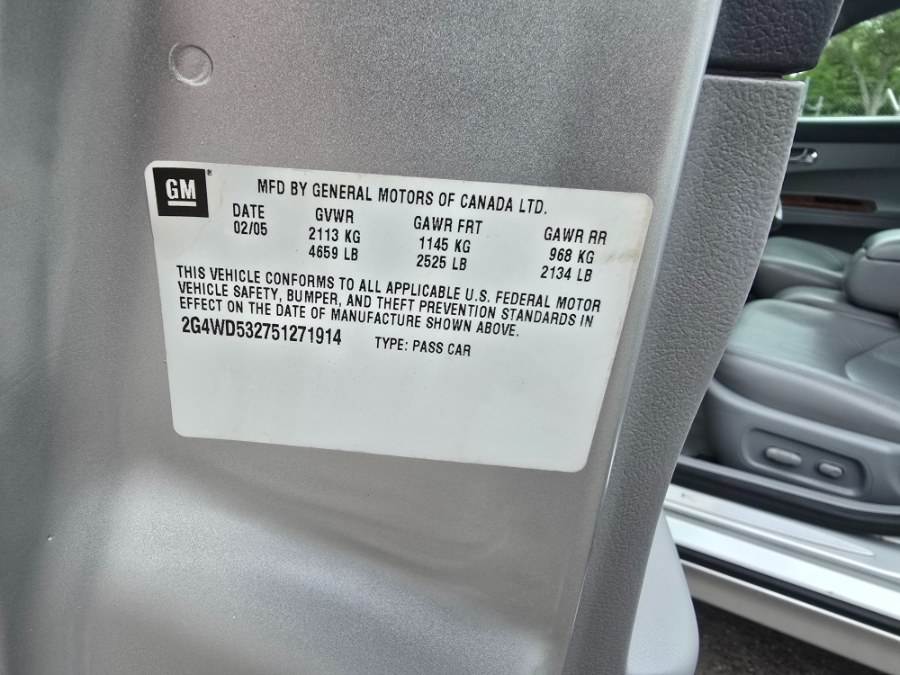 GM
MFD BY GENERAL MOTORS OF CANADA LTD.
DATE GVWR GAWR FRT GAWR RR
02/05 2113 KG 1145 KG 968 KG
4659 LB 2525 LB 2134 LB
THIS VEHICLE CONFORMS TO ALL APPLICABLE U.S. FEDERAL MOTOR
VEHICLE SAFETY, BUMPER, AND THEFT PREVENTION STANDARDS IN
EFFECT ON THE DATE OF MANUFACTURE SHOWN ABOVE.
2G4WD532751271914 TYPE: PASS CAR